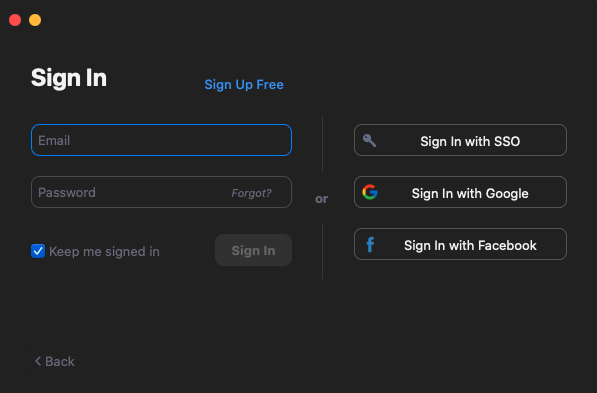 Sign In
Sign Up Free
Email
Password
Forgot?
Keep me signed in
Sign In
or
Sign In with SSO
Sign In with Google
Sign In with Facebook
Back